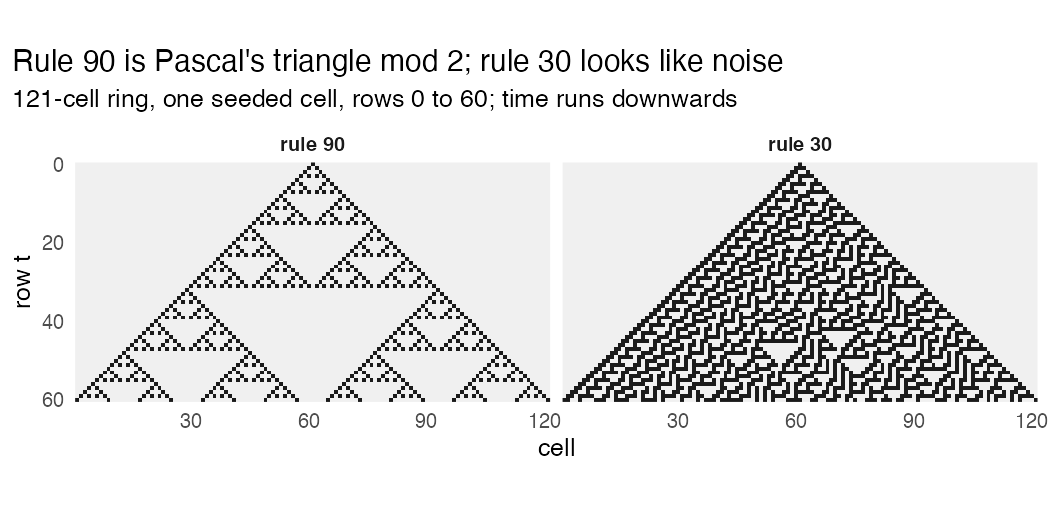 Rule 90 is Pascal's triangle mod 2; rule 30 looks like noise
121-cell ring, one seeded cell, rows 0 to 60; time runs downwards
rule 90
rule 30
row t
0
20
40
60
30
60
90
120
30
60
90
120
cell